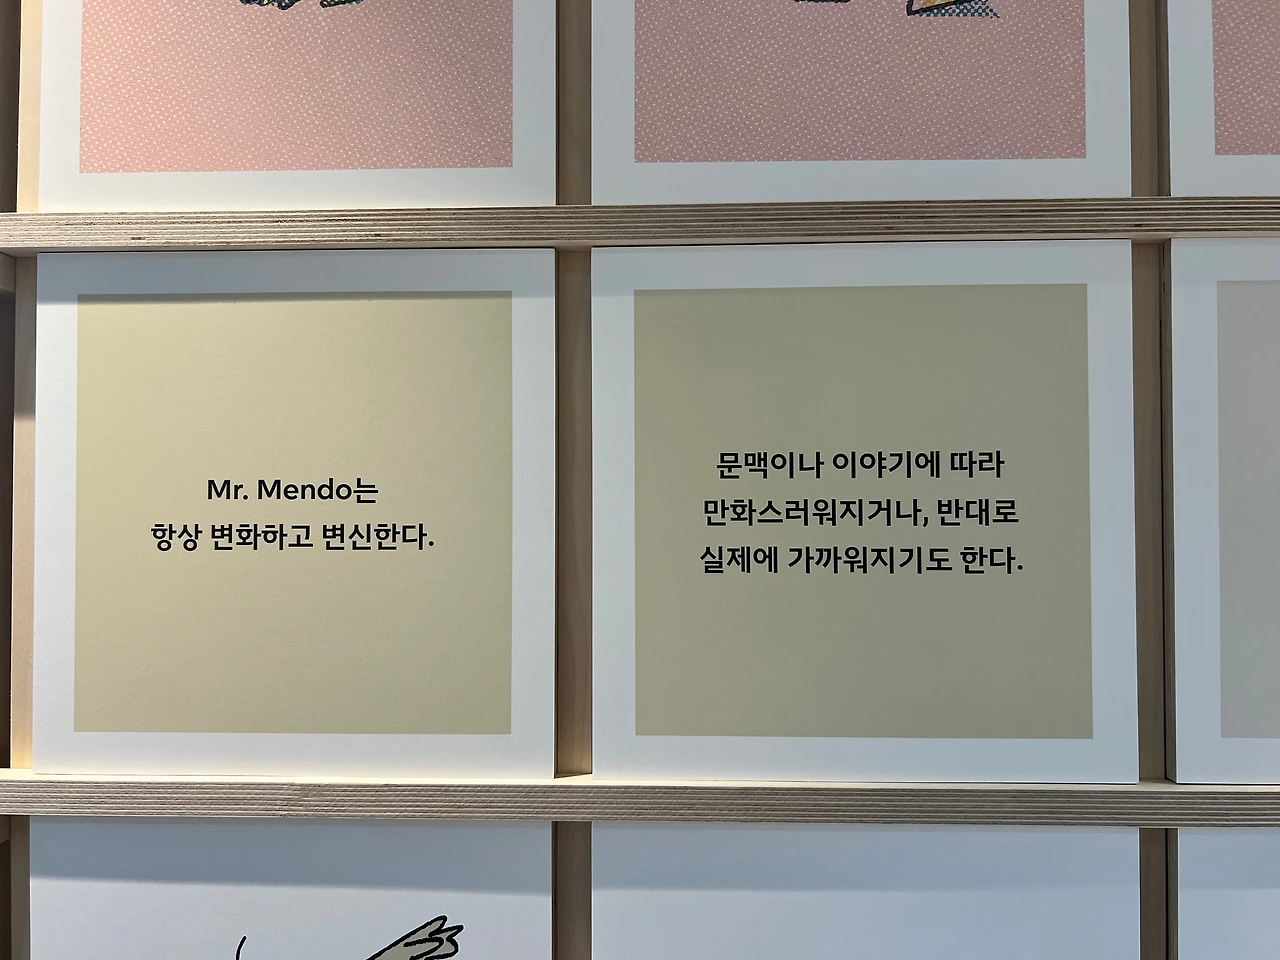 Mr. Mendo는
항상 변화하고 변신한다.
문맥이나 이야기에 따라
만화스러워지거나, 반대로
실제에 가까워지기도 한다.